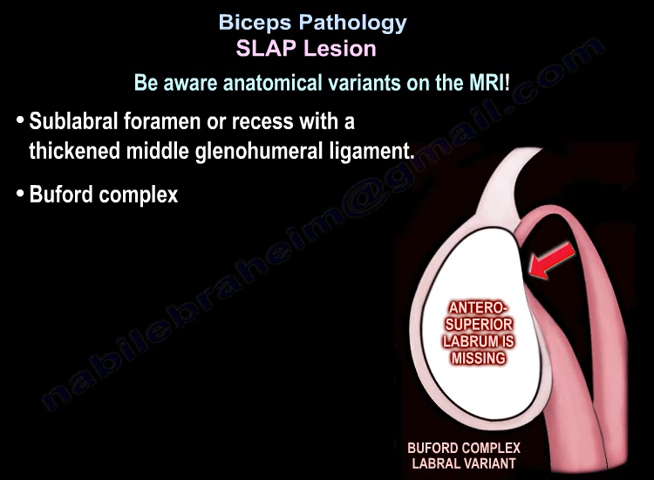 Biceps Pathology
SLAP Lesion
Be aware anatomical variants on the MRI!
• Sublabral foramen or recess with a
thickened middle glenohumeral ligament.
• Buford complex
ANTERO-
SUPERIOR
LABRUM IS
MISSING
BUFORD COMPLEX
LABRAL VARIANT
nabilebraheim@gmail.com